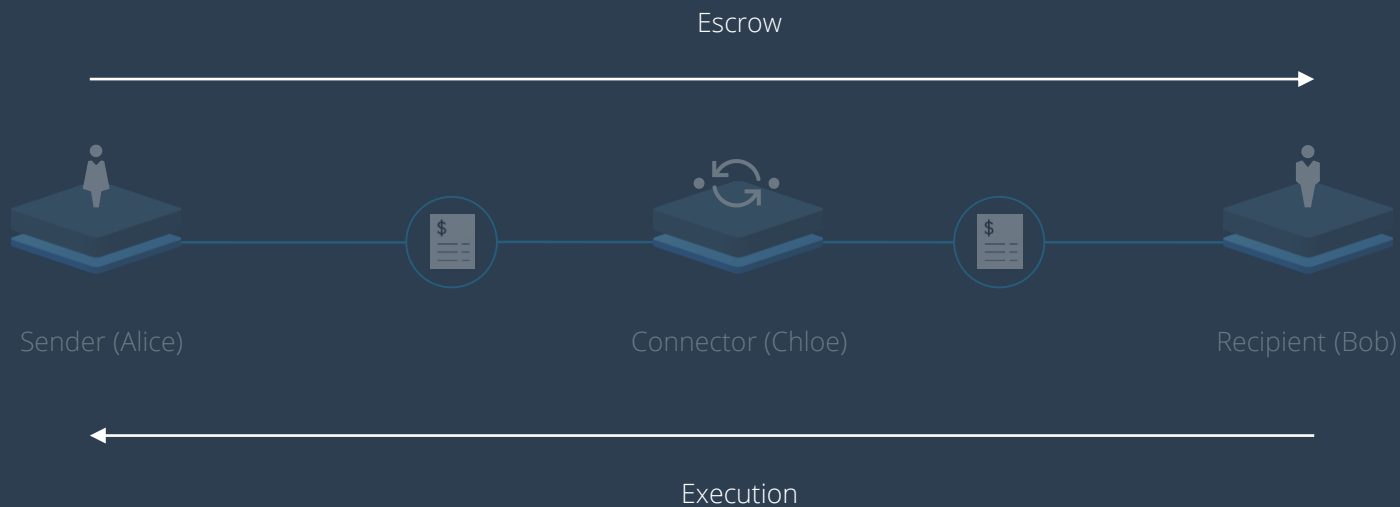 Escrow
$
$
Sender (Alice)
Connector (Chloe)
Recipient (Bob)
Execution